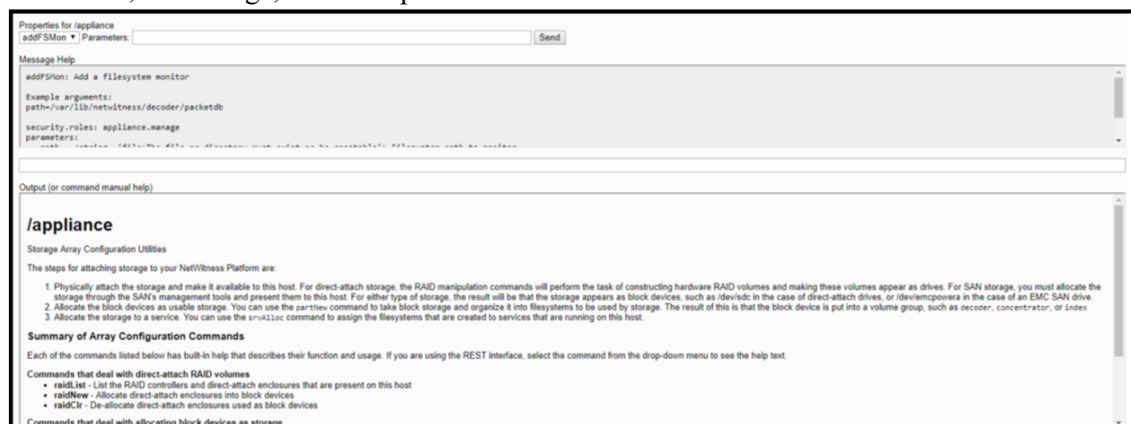 Properties for /appliance
addFSMon Parameters: Send
Message Help
addFSMon: Add a filesystem monitor
Example arguments:
path=/var/lib/netwitness/decoder/packetdb
security.roles: appliance.manage
parameters:
Output (or command manual help)
/appliance
Storage Array Configuration Utilities
The steps for attaching storage to your NetWitness Platform are:
1. Physically attach the storage and make it available to this host. For direct-attach storage, the RAID manipulation commands will perform the task of constructing hardware RAID volumes and making these volumes appear as drives. For SAN storage, you must allocate the
storage through the SAN's management tools and present them to this host. For either type of storage, the result will be that the storage appears as block devices, such as /dev/sdc in the case of direct-attach drives, or /dev/emcpowera in the case of an EMC SAN drive.
2. Allocate the block devices as usable storage. You can use the partNew command to take block storage and organize it into filesystems to be used by storage. The result of this is that the block device is put into a volume group, such as decoder, concentrator, or index
3. Allocate the storage to a service. You can use the srvAlloc command to assign the filesystems that are created to services that are running on this host.
Summary of Array Configuration Commands
Each of the commands listed below has built-in help that describes their function and usage. If you are using the REST interface, select the command from the drop-down menu to see the help text.
Commands that deal with direct-attach RAID volumes
• raidList - List the RAID controllers and direct-attach enclosures that are present on this host
• raidNew - Allocate direct-attach enclosures into block devices
• raidClr - De-allocate direct-attach enclosures used as block devices
Commands that deal with allocating block devices as storage